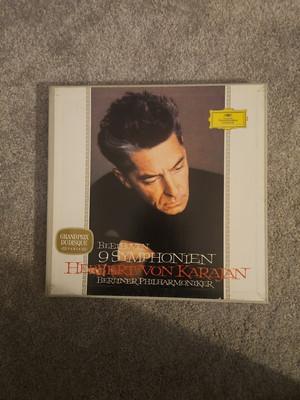 BEETHOVEN
9 SYMPHONIEN
HERBERT VON KARAJAN
BERLINER PHILHARMONIKER
GRAND PRIX
DU DISQUE